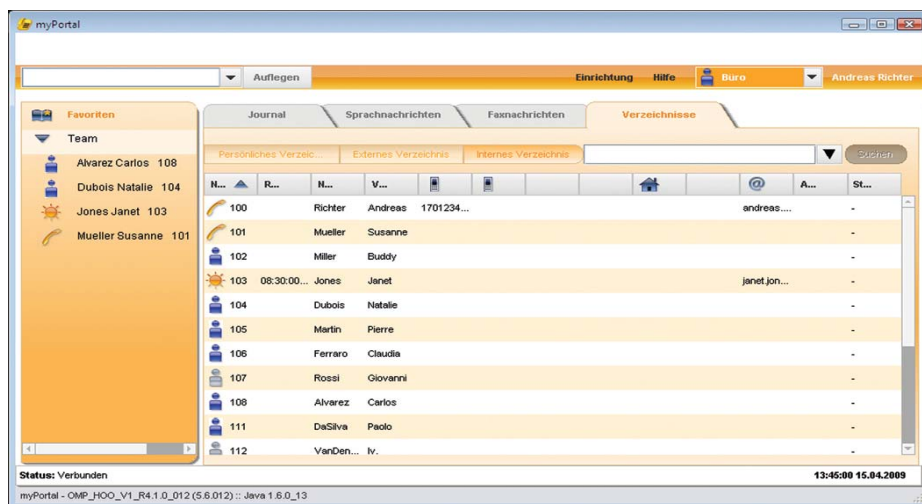 myPortal
Auflegen Einrichtung Hilfe Büro Andreas Richter
Favoriten
Team
Alvarez Carlos 108
Dubois Natalie 104
Jones Janet 103
Mueller Susanne 101
Journal Sprachnachrichten Faxnachrichten Verzeichnisse
Persönliches Verzeic... Externes Verzeichnis Internes Verzeichnis Suchen
N... R... N... V... @ A... St...
100 Richter Andreas 1701234... andreas.... -
101 Mueller Susanne -
102 Miller Buddy -
103 08:30:00... Jones Janet janet.jon... -
104 Dubois Natalie -
105 Martin Pierre -
106 Ferraro Claudia -
107 Rossi Giovanni -
108 Alvarez Carlos -
111 DaSilva Paolo -
112 VanDen... Iv. -
Status: Verbunden 13:45:00 15.04.2009
myPortal - OMP_HOO_V1_R4.1.0_012 (5.6.012) :: Java 1.6.0_13